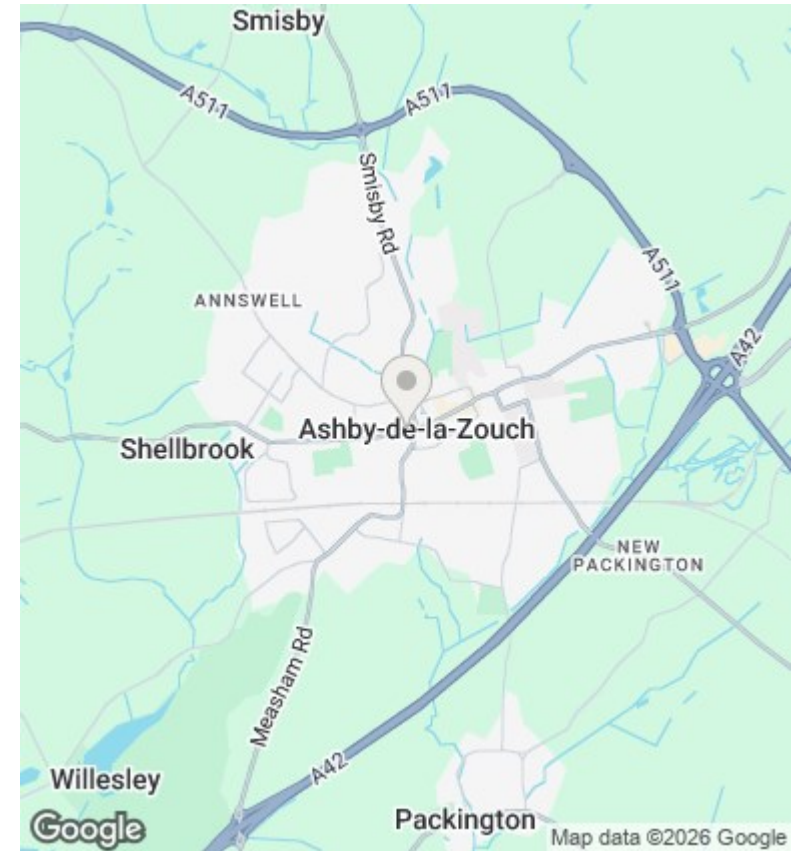 Smisby
A511
A511
Smisby Rd
A511
ANNSWELL
A42
Ashby-de-la-Zouch
Shellbrook
NEW
PACKINGTON
Measham Rd
A42
Willesley
Packington
Google
Map data ©2026 Google